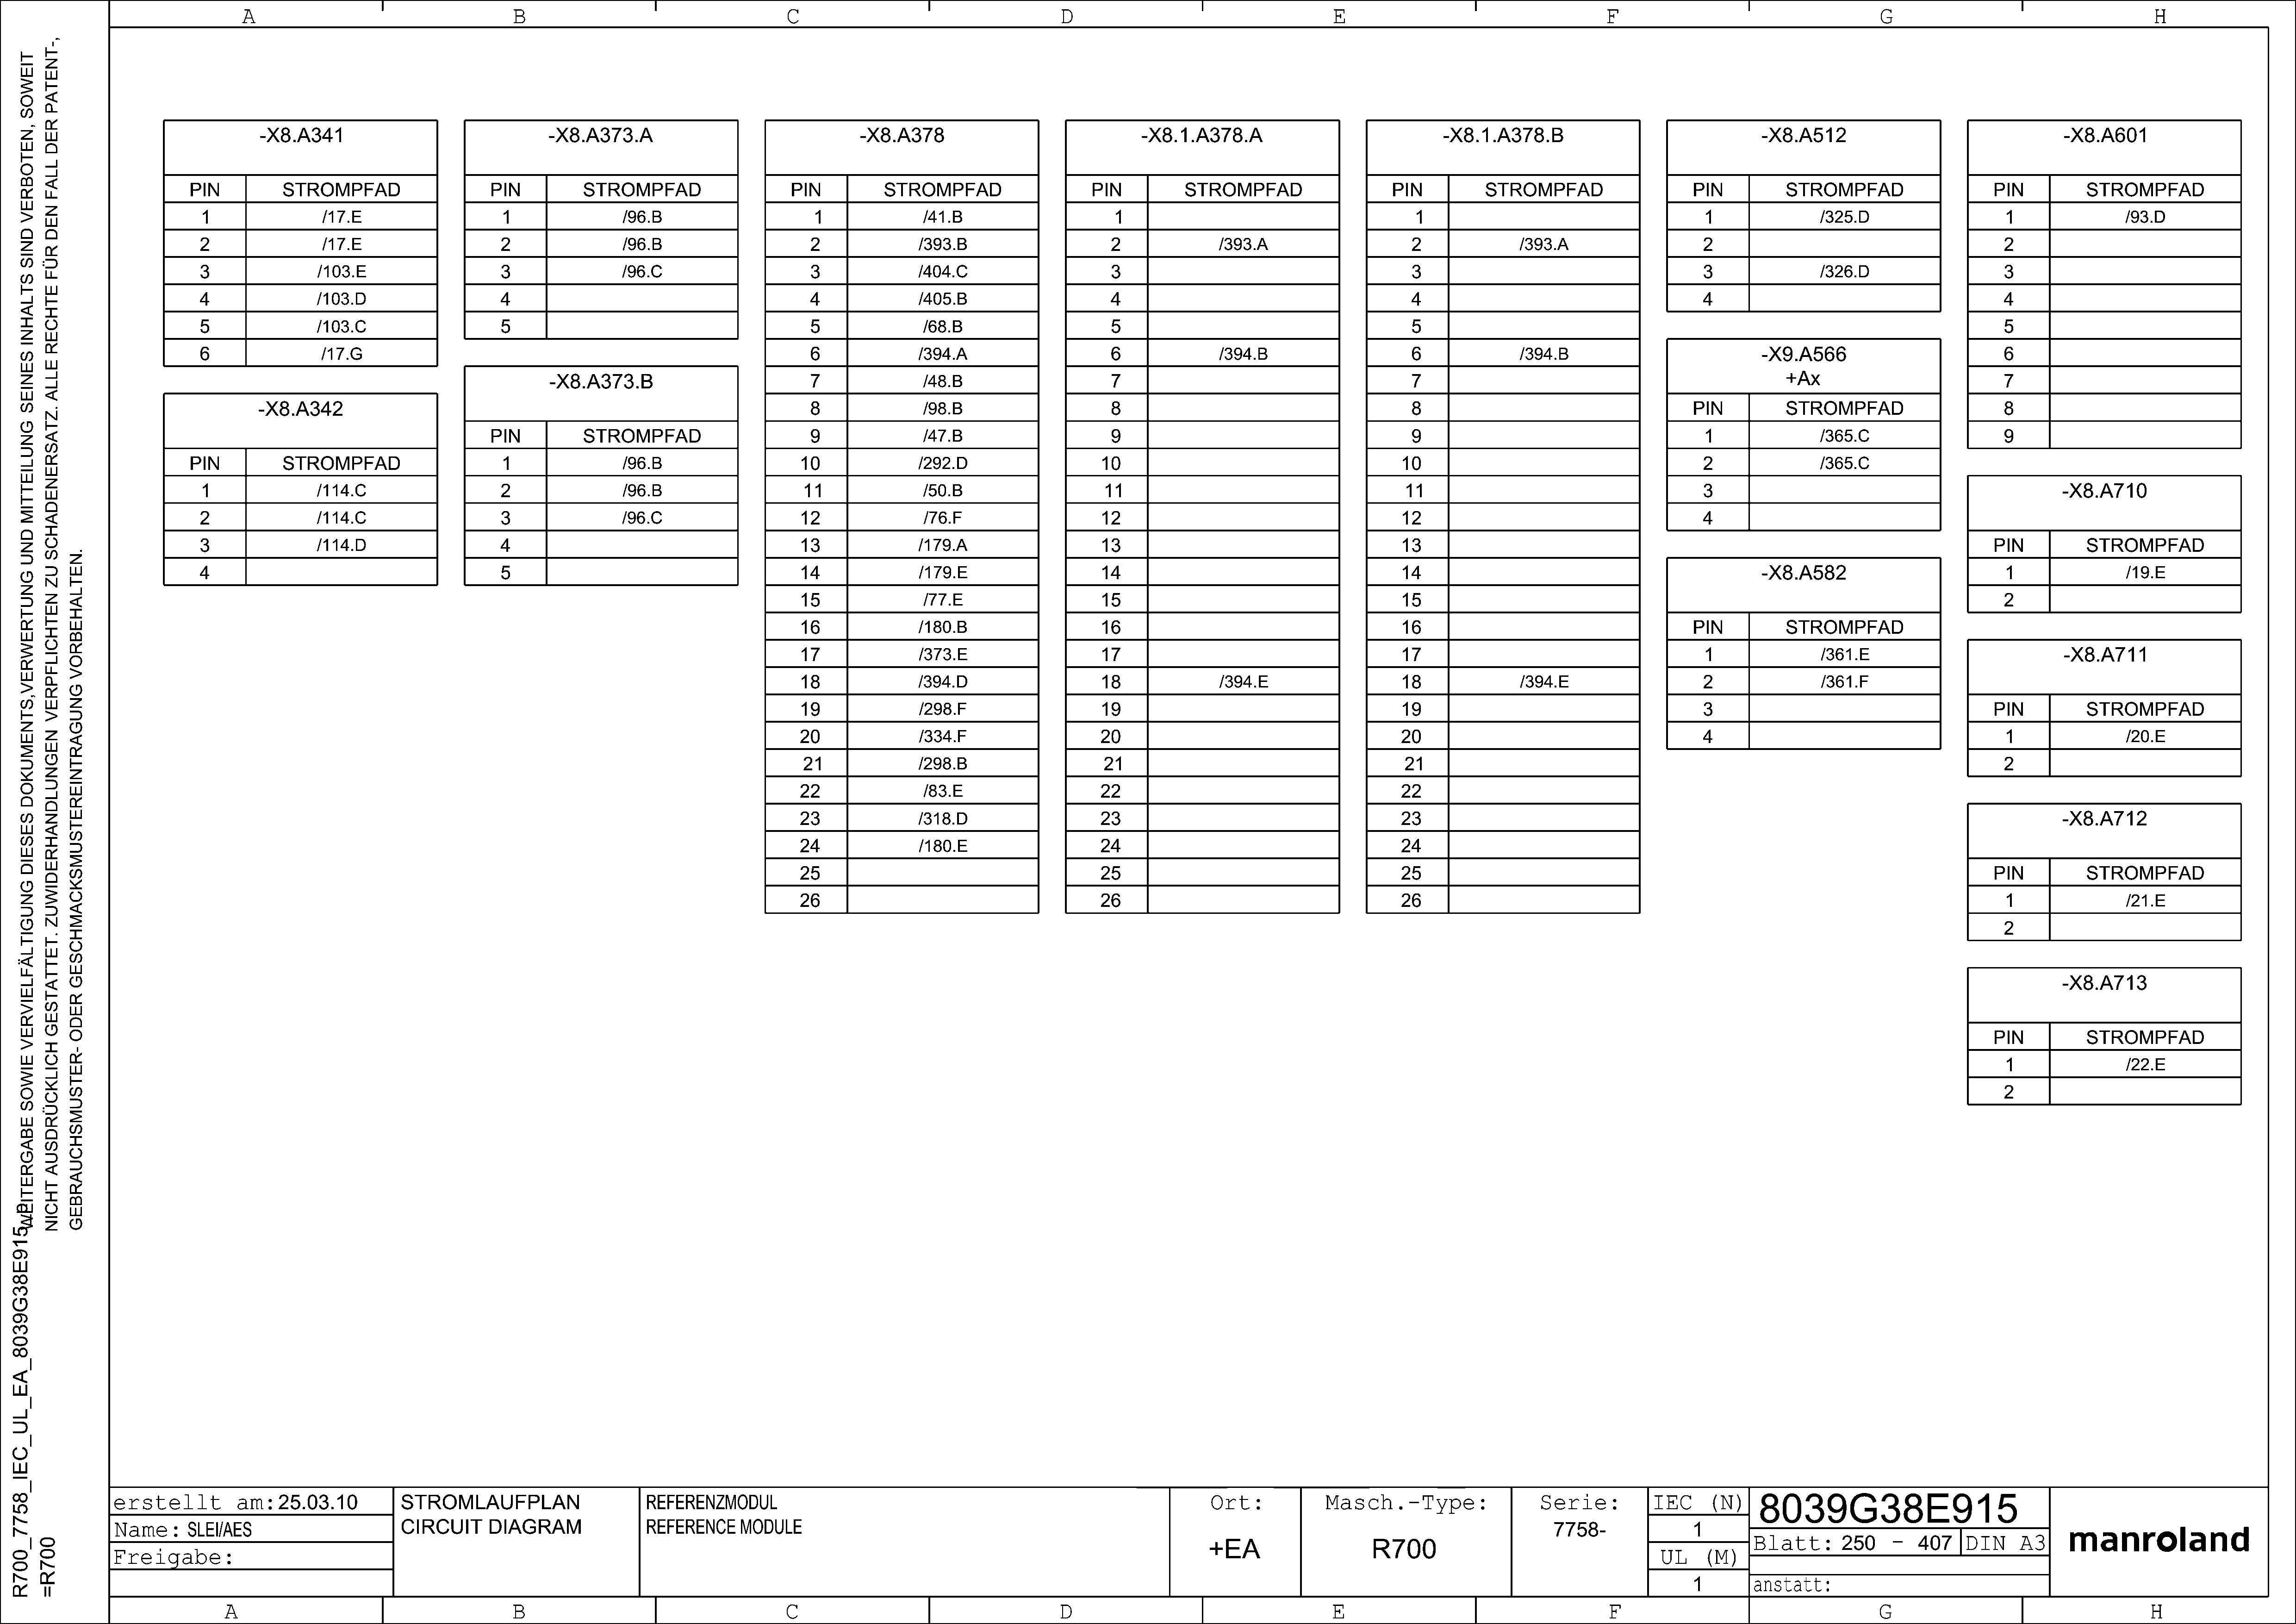 A B C D E F G H
-X8.A341
PIN STROMPFAD
1 /17.E
2 /17.E
3 /103.E
4 /103.D
5 /103.C
6 /17.G
-X8.A342
PIN STROMPFAD
1 /114.C
2 /114.C
3 /114.D
4
-X8.A373.A
PIN STROMPFAD
1 /96.B
2 /96.B
3 /96.C
4
5
-X8.A373.B
PIN STROMPFAD
1 /96.B
2 /96.B
3 /96.C
4
5
-X8.A378
PIN STROMPFAD
1 /41.B
2 /393.B
3 /404.C
4 /405.B
5 /68.B
6 /394.A
7 /48.B
8 /98.B
9 /47.B
10 /292.D
11 /50.B
12 /76.F
13 /179.A
14 /179.E
15 /77.E
16 /180.B
17 /373.E
18 /394.D
19 /298.F
20 /334.F
21 /298.B
22 /83.E
23 /318.D
24 /180.E
25
26
-X8.1.A378.A
PIN STROMPFAD
1
2 /393.A
3
4
5
6 /394.B
7
8
9
10
11
12
13
14
15
16
17
18 /394.E
19
20
21
22
23
24
25
26
-X8.1.A378.B
PIN STROMPFAD
1
2 /393.A
3
4
5
6 /394.B
7
8
9
10
11
12
13
14
15
16
17
18 /394.E
19
20
21
22
23
24
25
26
-X8.A512
PIN STROMPFAD
1 /325.D
2
3 /326.D
4
-X9.A566
+Ax
PIN STROMPFAD
1 /365.C
2 /365.C
3
4
-X8.A582
PIN STROMPFAD
1 /361.E
2 /361.F
3
4
-X8.A601
PIN STROMPFAD
1 /93.D
2
3
4
5
6
7
8
9
-X8.A710
PIN STROMPFAD
1 /19.E
2
-X8.A711
PIN STROMPFAD
1 /20.E
2
-X8.A712
PIN STROMPFAD
1 /21.E
2
-X8.A713
PIN STROMPFAD
1 /22.E
2
WEITERGABE SOWIE VERVIELFÄLTIGUNG DIESES DOKUMENTS,VERWERTUNG UND MITTEILUNG SEINES INHALTS SIND VERBOTEN, SOWEIT
NICHT AUSDRÜCKLICH GESTATTET. ZUWIDERHANDLUNGEN VERPFLICHTEN ZU SCHADENERSATZ. ALLE RECHTE FÜR DEN FALL DER PATENT-,
GEBRAUCHSMUSTER- ODER GESCHMACKSMUSTEREINTRAGUNG VORBEHALTEN.
=R700
erstellt am: 25.03.10
Name: SLEI/AES
Freigabe:
STROMLAUFPLAN
CIRCUIT DIAGRAM
REFERENZMODUL
REFERENCE MODULE
Ort:
+EA
Masch.-Type:
R700
Serie:
7758-
IEC (N)
1
UL (M)
1
8039G38E915
Blatt: 250 - 407 DIN A3
anstatt:
manroland
A B C D E F G H